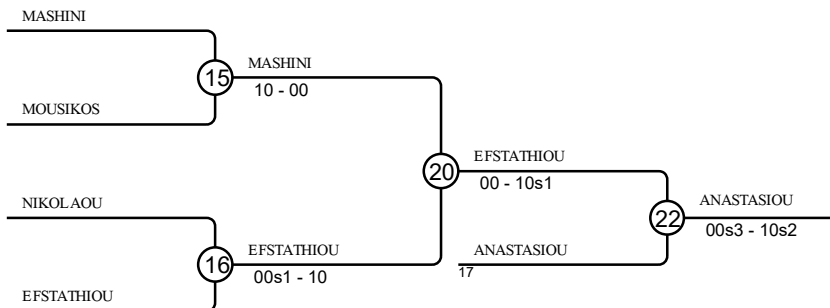 MASHINI
15
MASHINI
10 - 00
MOUSIKOS
20
EFSTATHIOU
00 - 10s1
NIKOLAOU
22
ANASTASIOU
00s3 - 10s2
16
EFSTATHIOU
00s1 - 10
ANASTASIOU
17
EFSTATHIOU